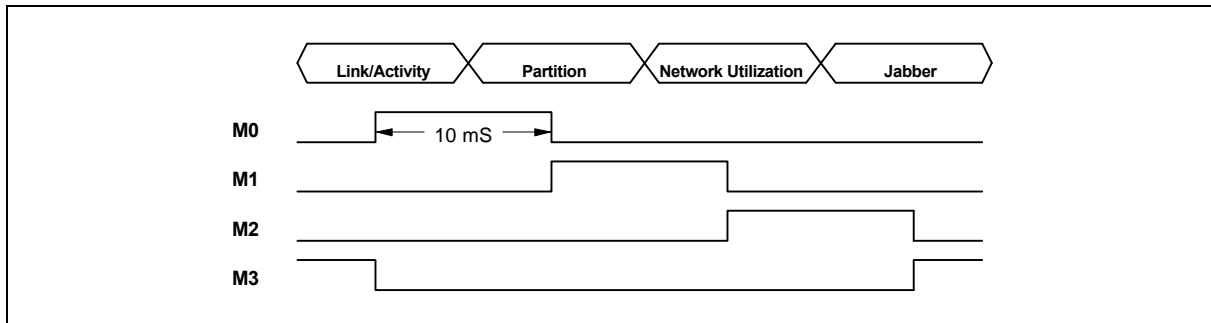 Link/Activity Partition Network Utilization Jabber
M0
10 mS
M1
M2
M3